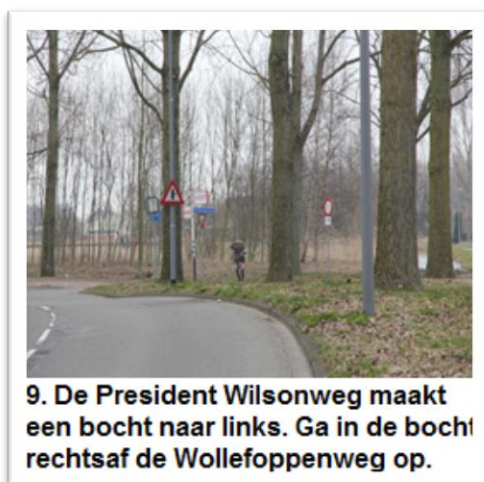 9. De President Wilsonweg maakt
een bocht naar links. Ga in de bocht
rechtsaf de Wollefoppenweg op.